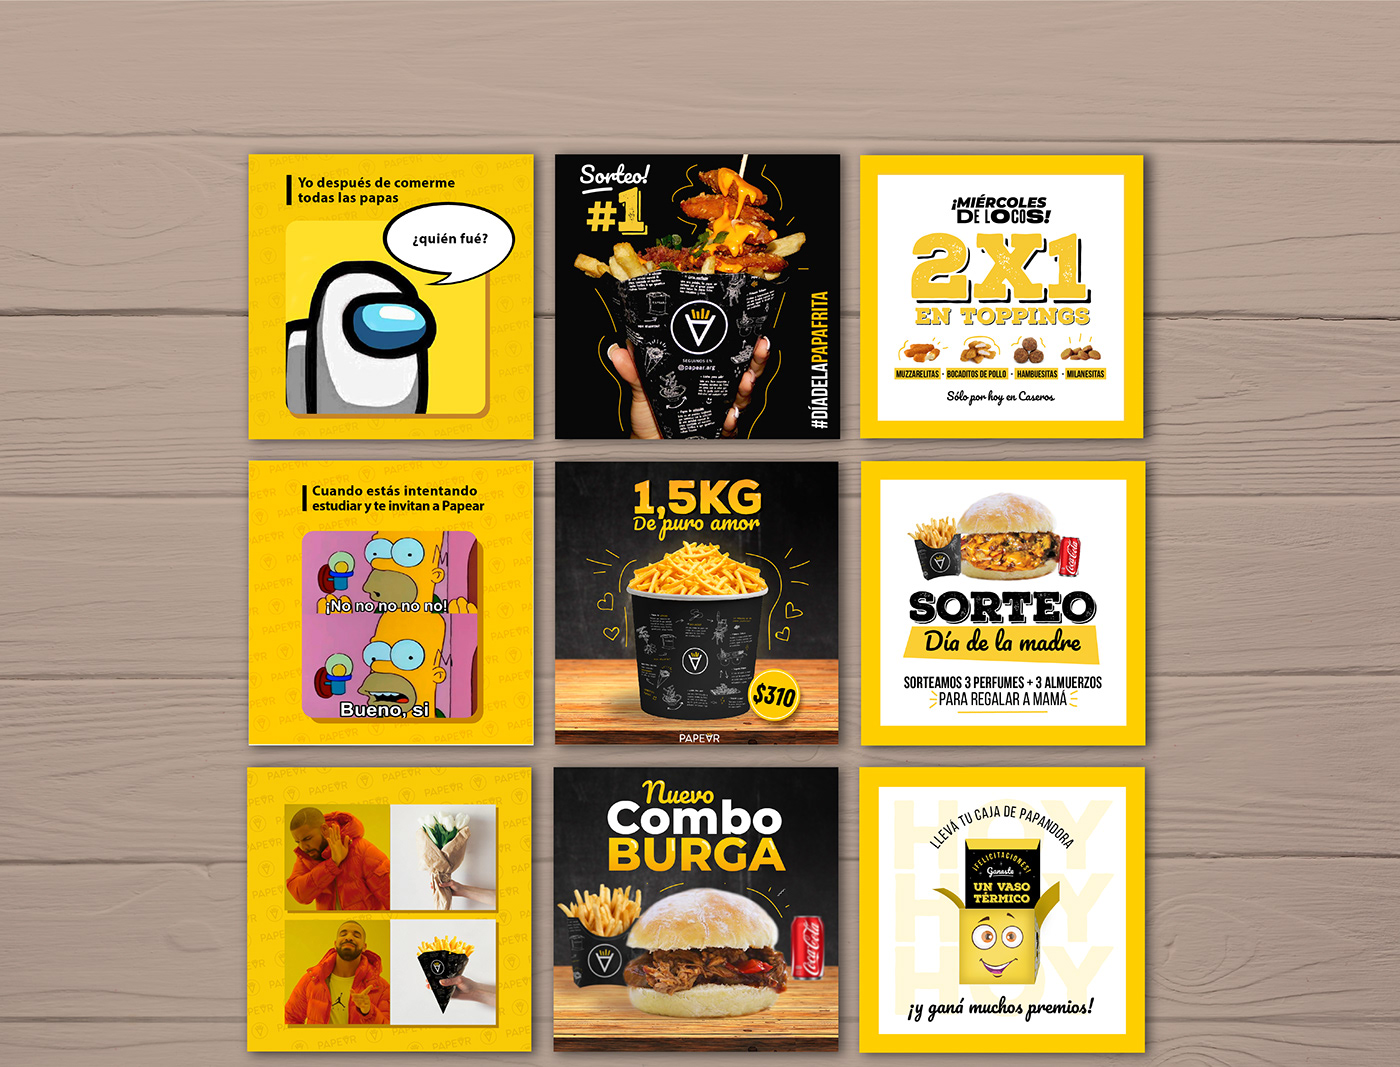 Yo después de comerme
todas las papas
¿quién fué?
Sorteo!
#1
SEGUINOS EN
@papear.arg
#DÍADELAPAPAFRITA
¡MIÉRCOLES
DE LOCOS!
2X1
EN TOPPINGS
MUZZARELITAS - BOCADITOS DE POLLO - HAMBUESITAS - MILANESITAS
Sólo por hoy en Caseros
Cuando estás intentando
estudiar y te invitan a Papear
¡No no no no no!
Bueno, si
1,5KG
De puro amor
$310
PAPEAR
Coca-Cola
SORTEO
Día de la madre
SORTEAMOS 3 PERFUMES + 3 ALMUERZOS
PARA REGALAR A MAMÁ
Nuevo
Combo
BURGA
Coca-Cola
HOY
HOY
HOY
LLEVÁ TU CAJA DE PAPANDORA
¡FELICITACIONES!
Ganaste
UN VASO
TÉRMICO
¡y ganá muchos premios!